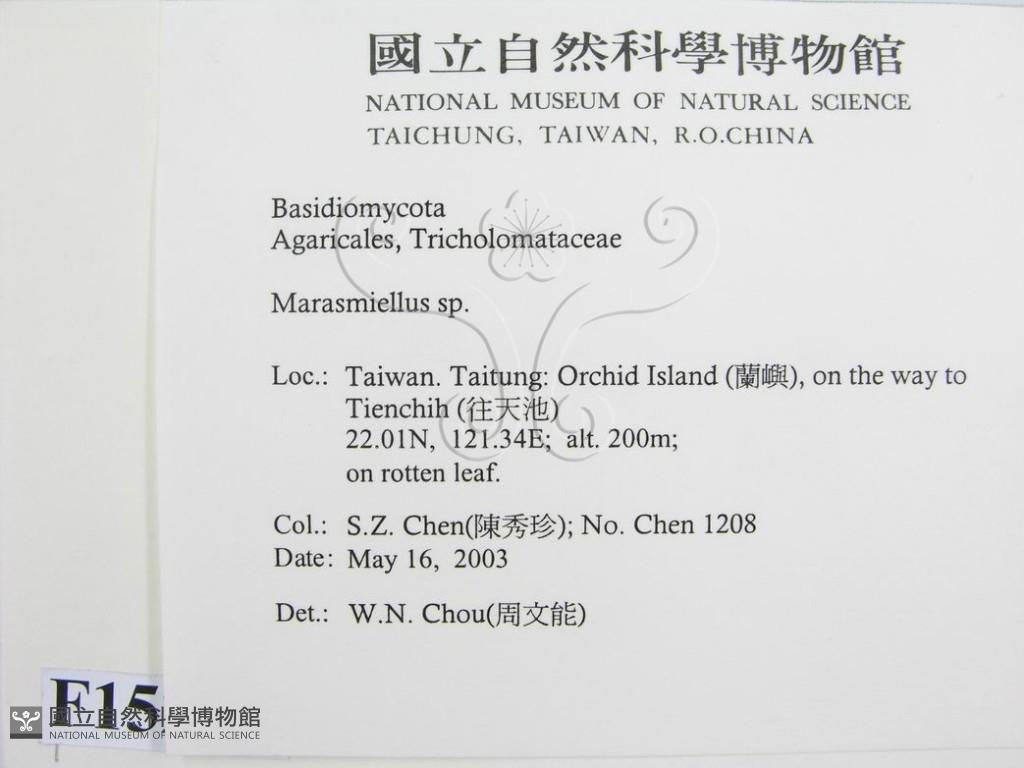 國立自然科學博物館
NATIONAL MUSEUM OF NATURAL SCIENCE
TAICHUNG, TAIWAN, R.O.CHINA
Basidiomycota
Agaricales, Tricholomataceae
Marasmiellus sp.
Loc.: Taiwan. Taitung: Orchid Island (蘭嶼), on the way to
Tienchih (往天池)
22.01N, 121.34E; alt. 200m;
on rotten leaf.
Col.: S.Z. Chen(陳秀珍); No. Chen 1208
Date: May 16, 2003
Det.: W.N. Chou(周文能)
F15
國立自然科學博物館
NATIONAL MUSEUM OF NATURAL SCIENCE